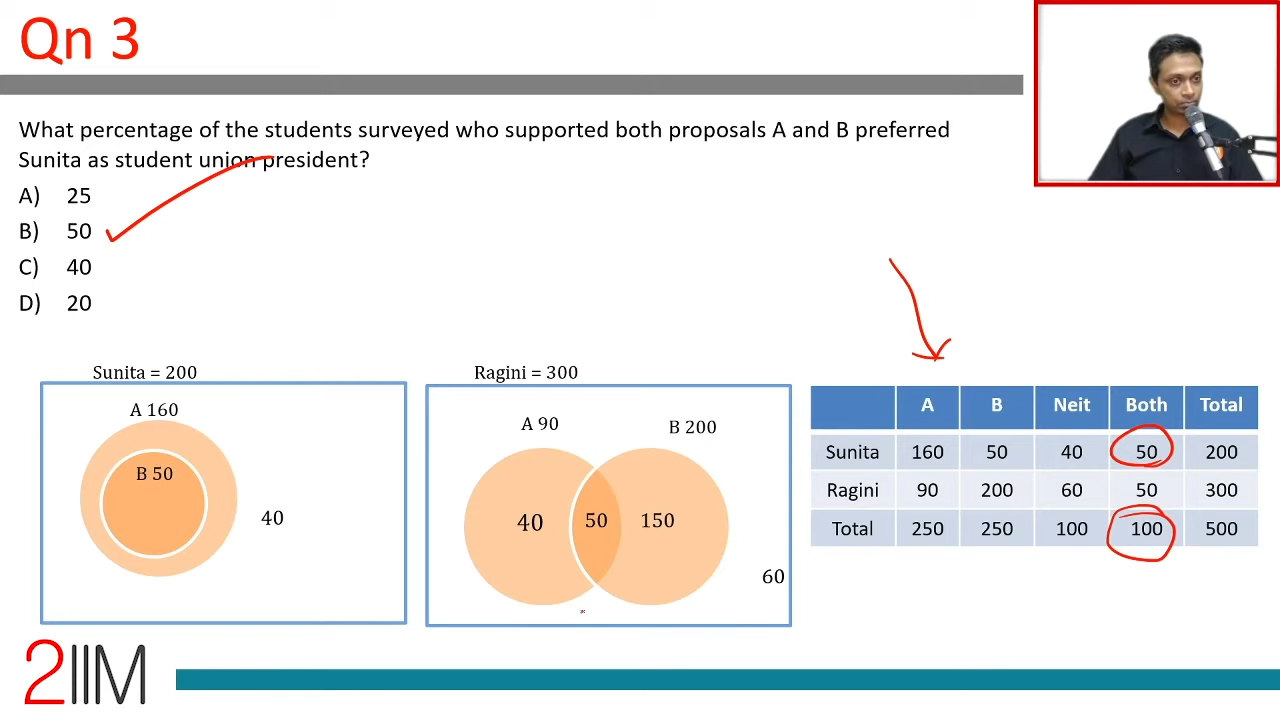 Qn 3
What percentage of the students surveyed who supported both proposals A and B preferred
Sunita as student union president?
A) 25
B) 50
C) 40
D) 20
Sunita = 200
A 160
B 50
40
Ragini = 300
A 90
B 200
40 50 150
60
A B Neit Both Total
Sunita 160 50 40 50 200
Ragini 90 200 60 50 300
Total 250 250 100 100 500
2IIM